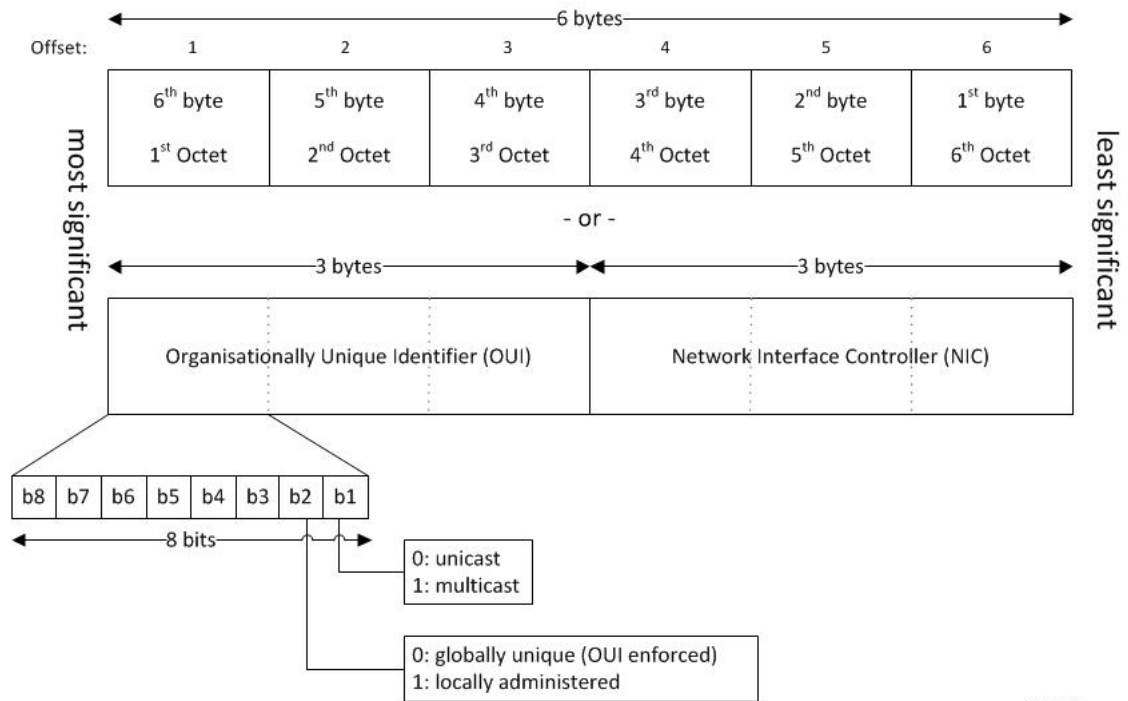 6 bytes
Offset: 1 2 3 4 5 6
6th byte 5th byte 4th byte 3rd byte 2nd byte 1st byte
1st Octet 2nd Octet 3rd Octet 4th Octet 5th Octet 6th Octet
most significant
least significant
- or -
3 bytes 3 bytes
Organisationally Unique Identifier (OUI) Network Interface Controller (NIC)
b8 b7 b6 b5 b4 b3 b2 b1
8 bits
0: unicast
1: multicast
0: globally unique (OUI enforced)
1: locally administered